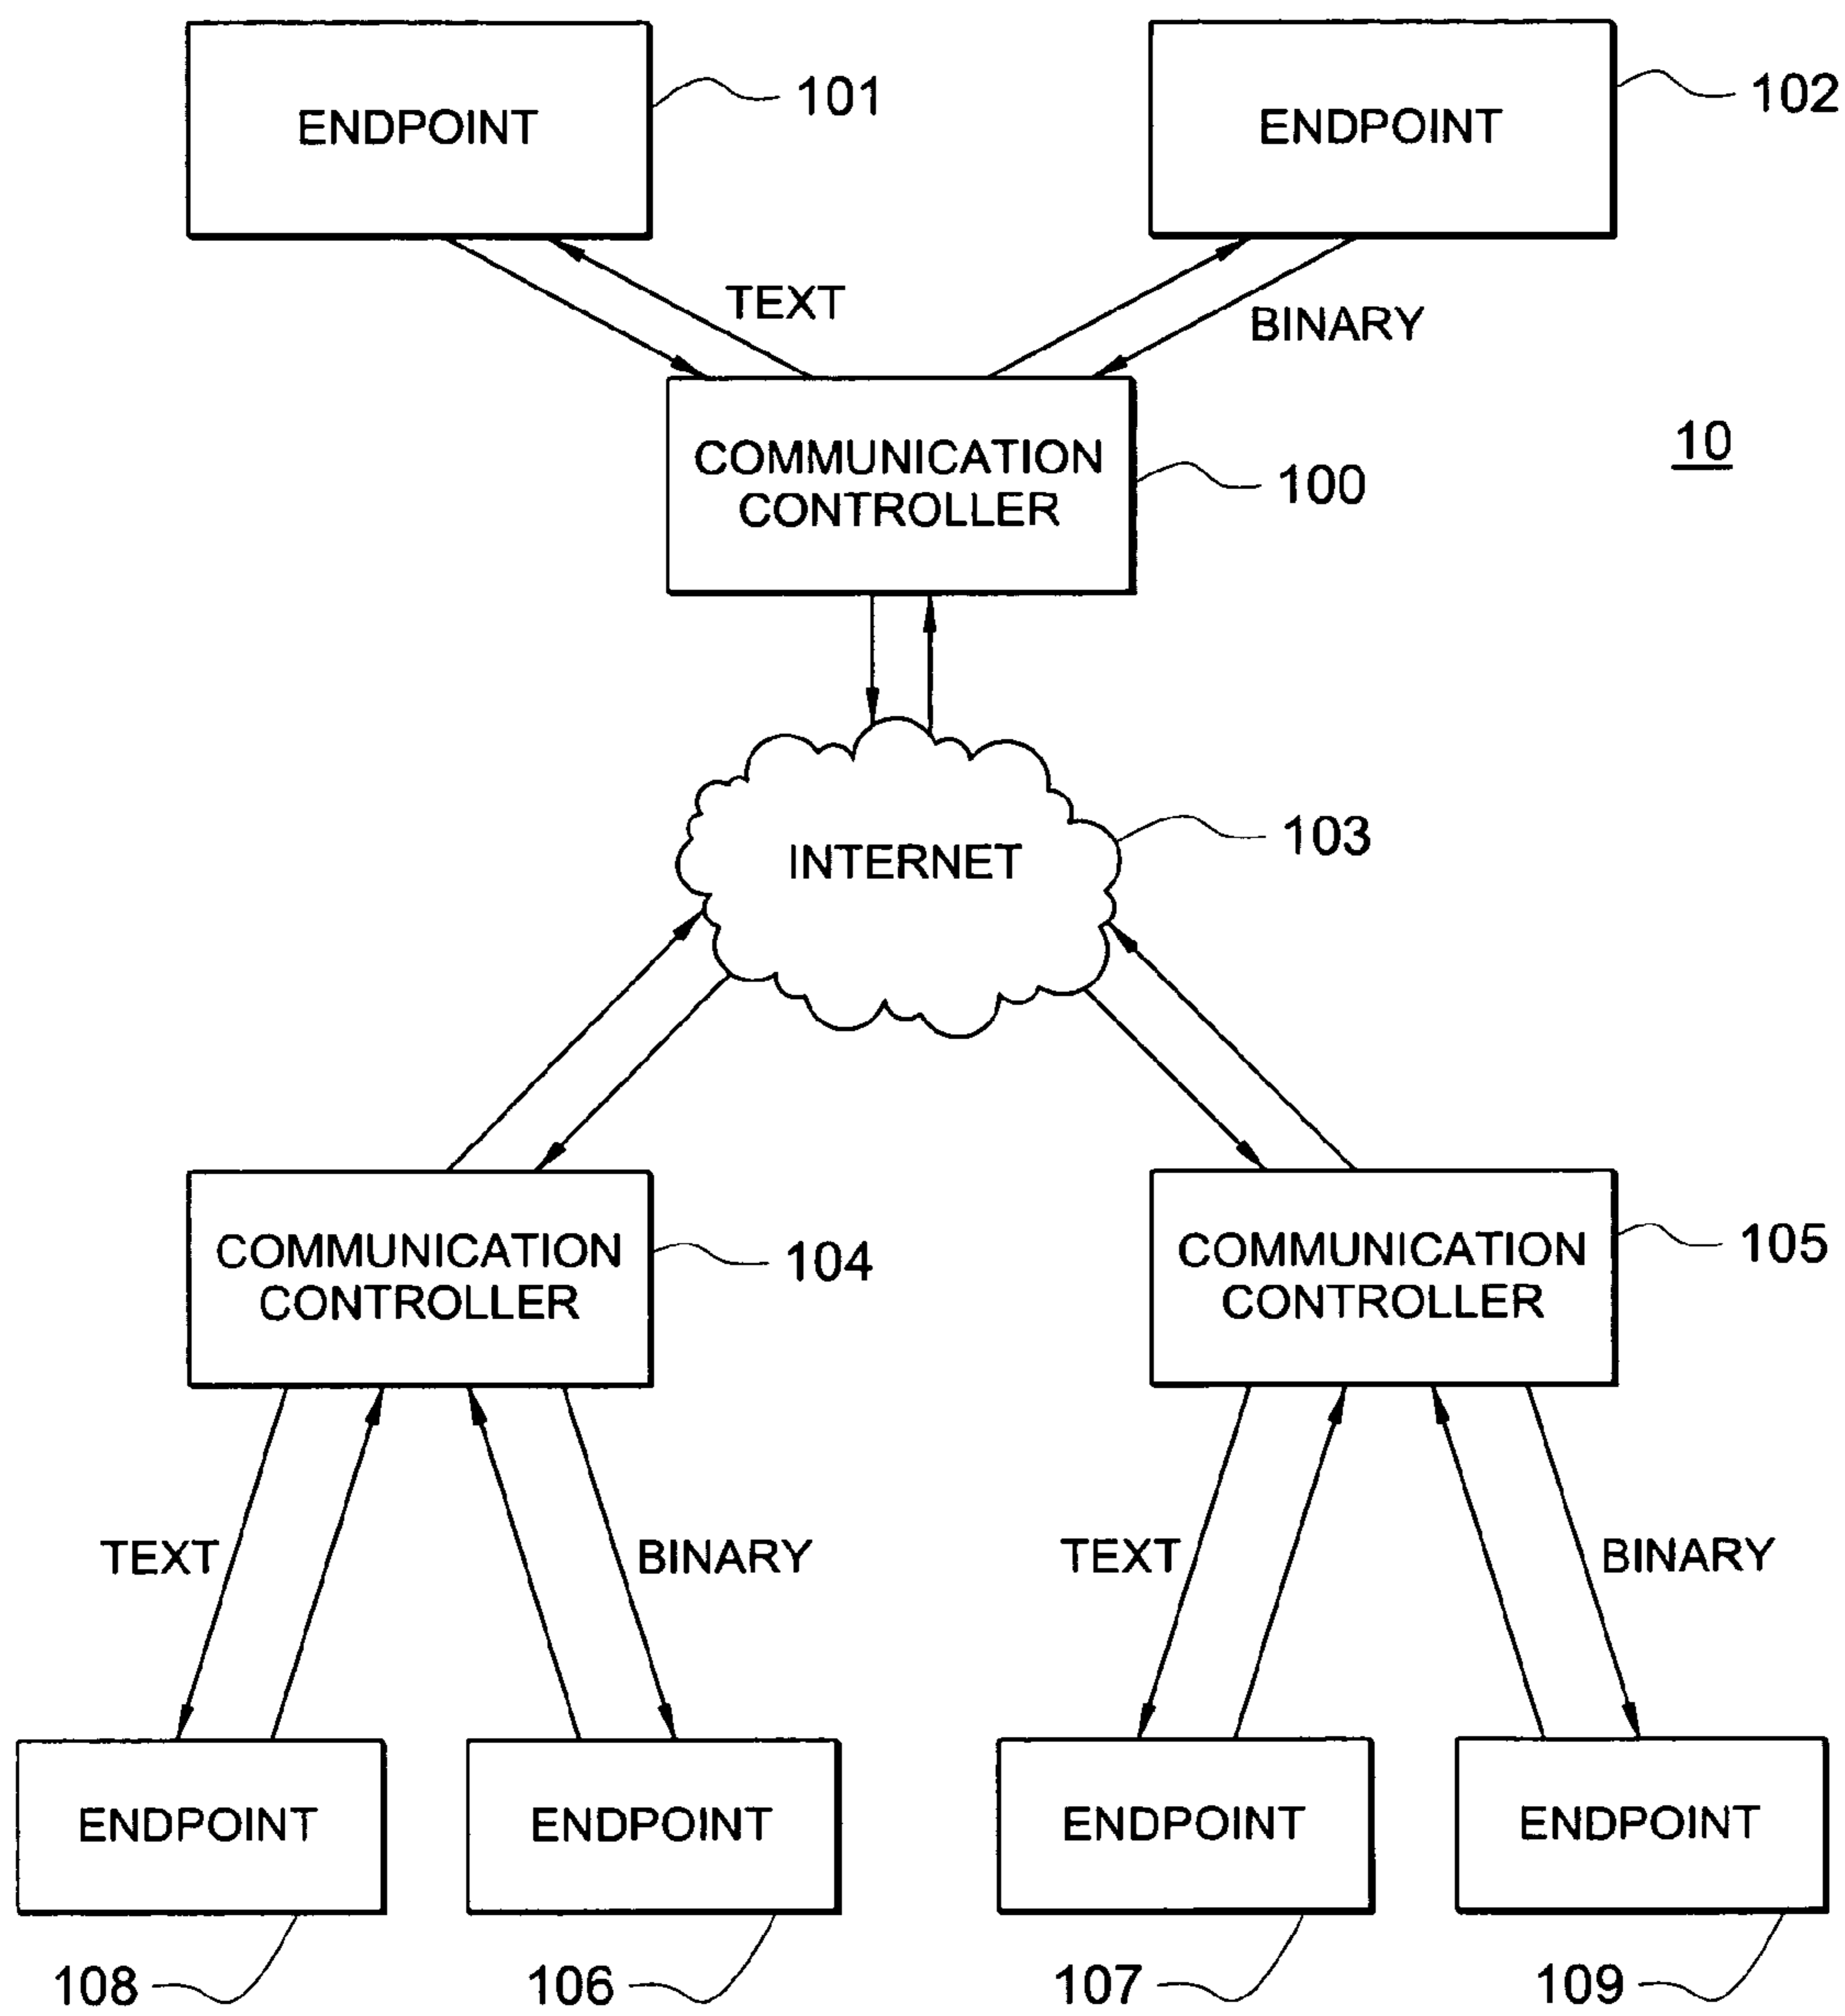 ENDPOINT
101
ENDPOINT
102
TEXT
BINARY
COMMUNICATION
CONTROLLER
100
10
INTERNET
103
COMMUNICATION
CONTROLLER
104
COMMUNICATION
CONTROLLER
105
TEXT
BINARY
TEXT
BINARY
ENDPOINT
ENDPOINT
ENDPOINT
ENDPOINT
108
106
107
109